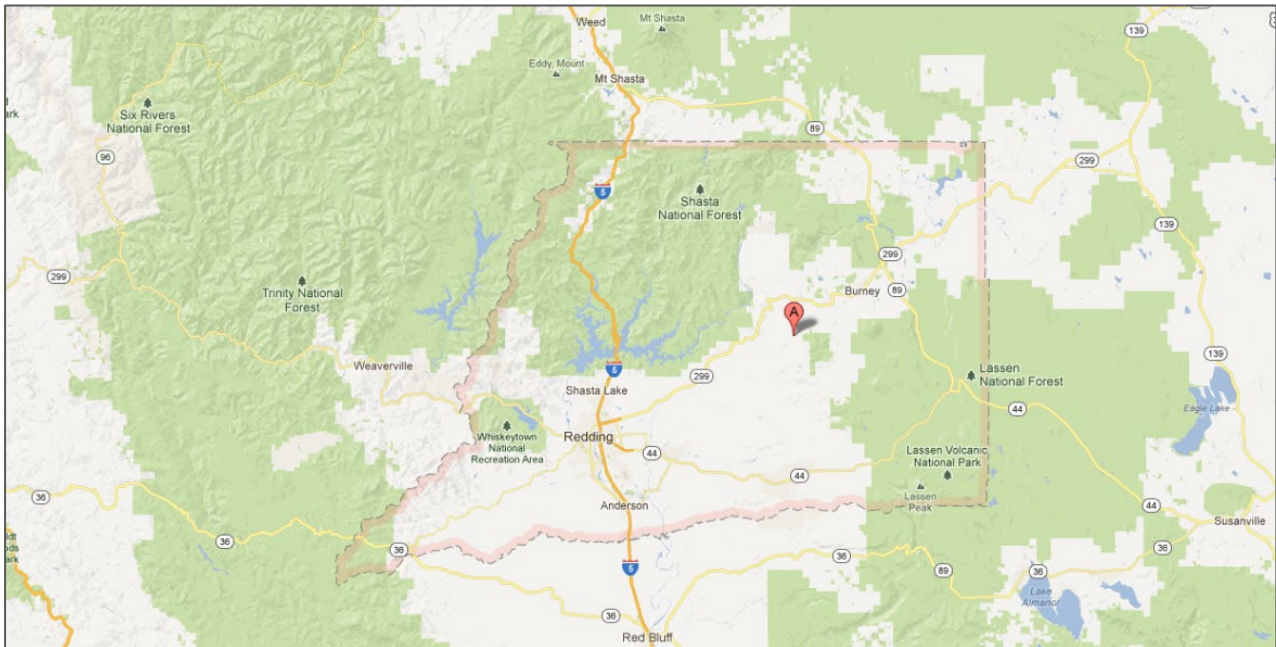 Weed
Mt Shasta
139
Eddy, Mount
Mt Shasta
Six Rivers
National Forest
89
96
299
5
Shasta
National Forest
139
299
299
Trinity National
Forest
Burney
89
A
Weaverville
5
139
299
Lassen
National Forest
Shasta Lake
44
Eagle Lake
Whiskeytown
National
Recreation Area
Redding
44
44
Lassen Volcanic
National Park
Lassen
Peak
36
Anderson
44
Susanville
36
36
36
36
5
89
36
Lake
Almanor
36
Red Bluff